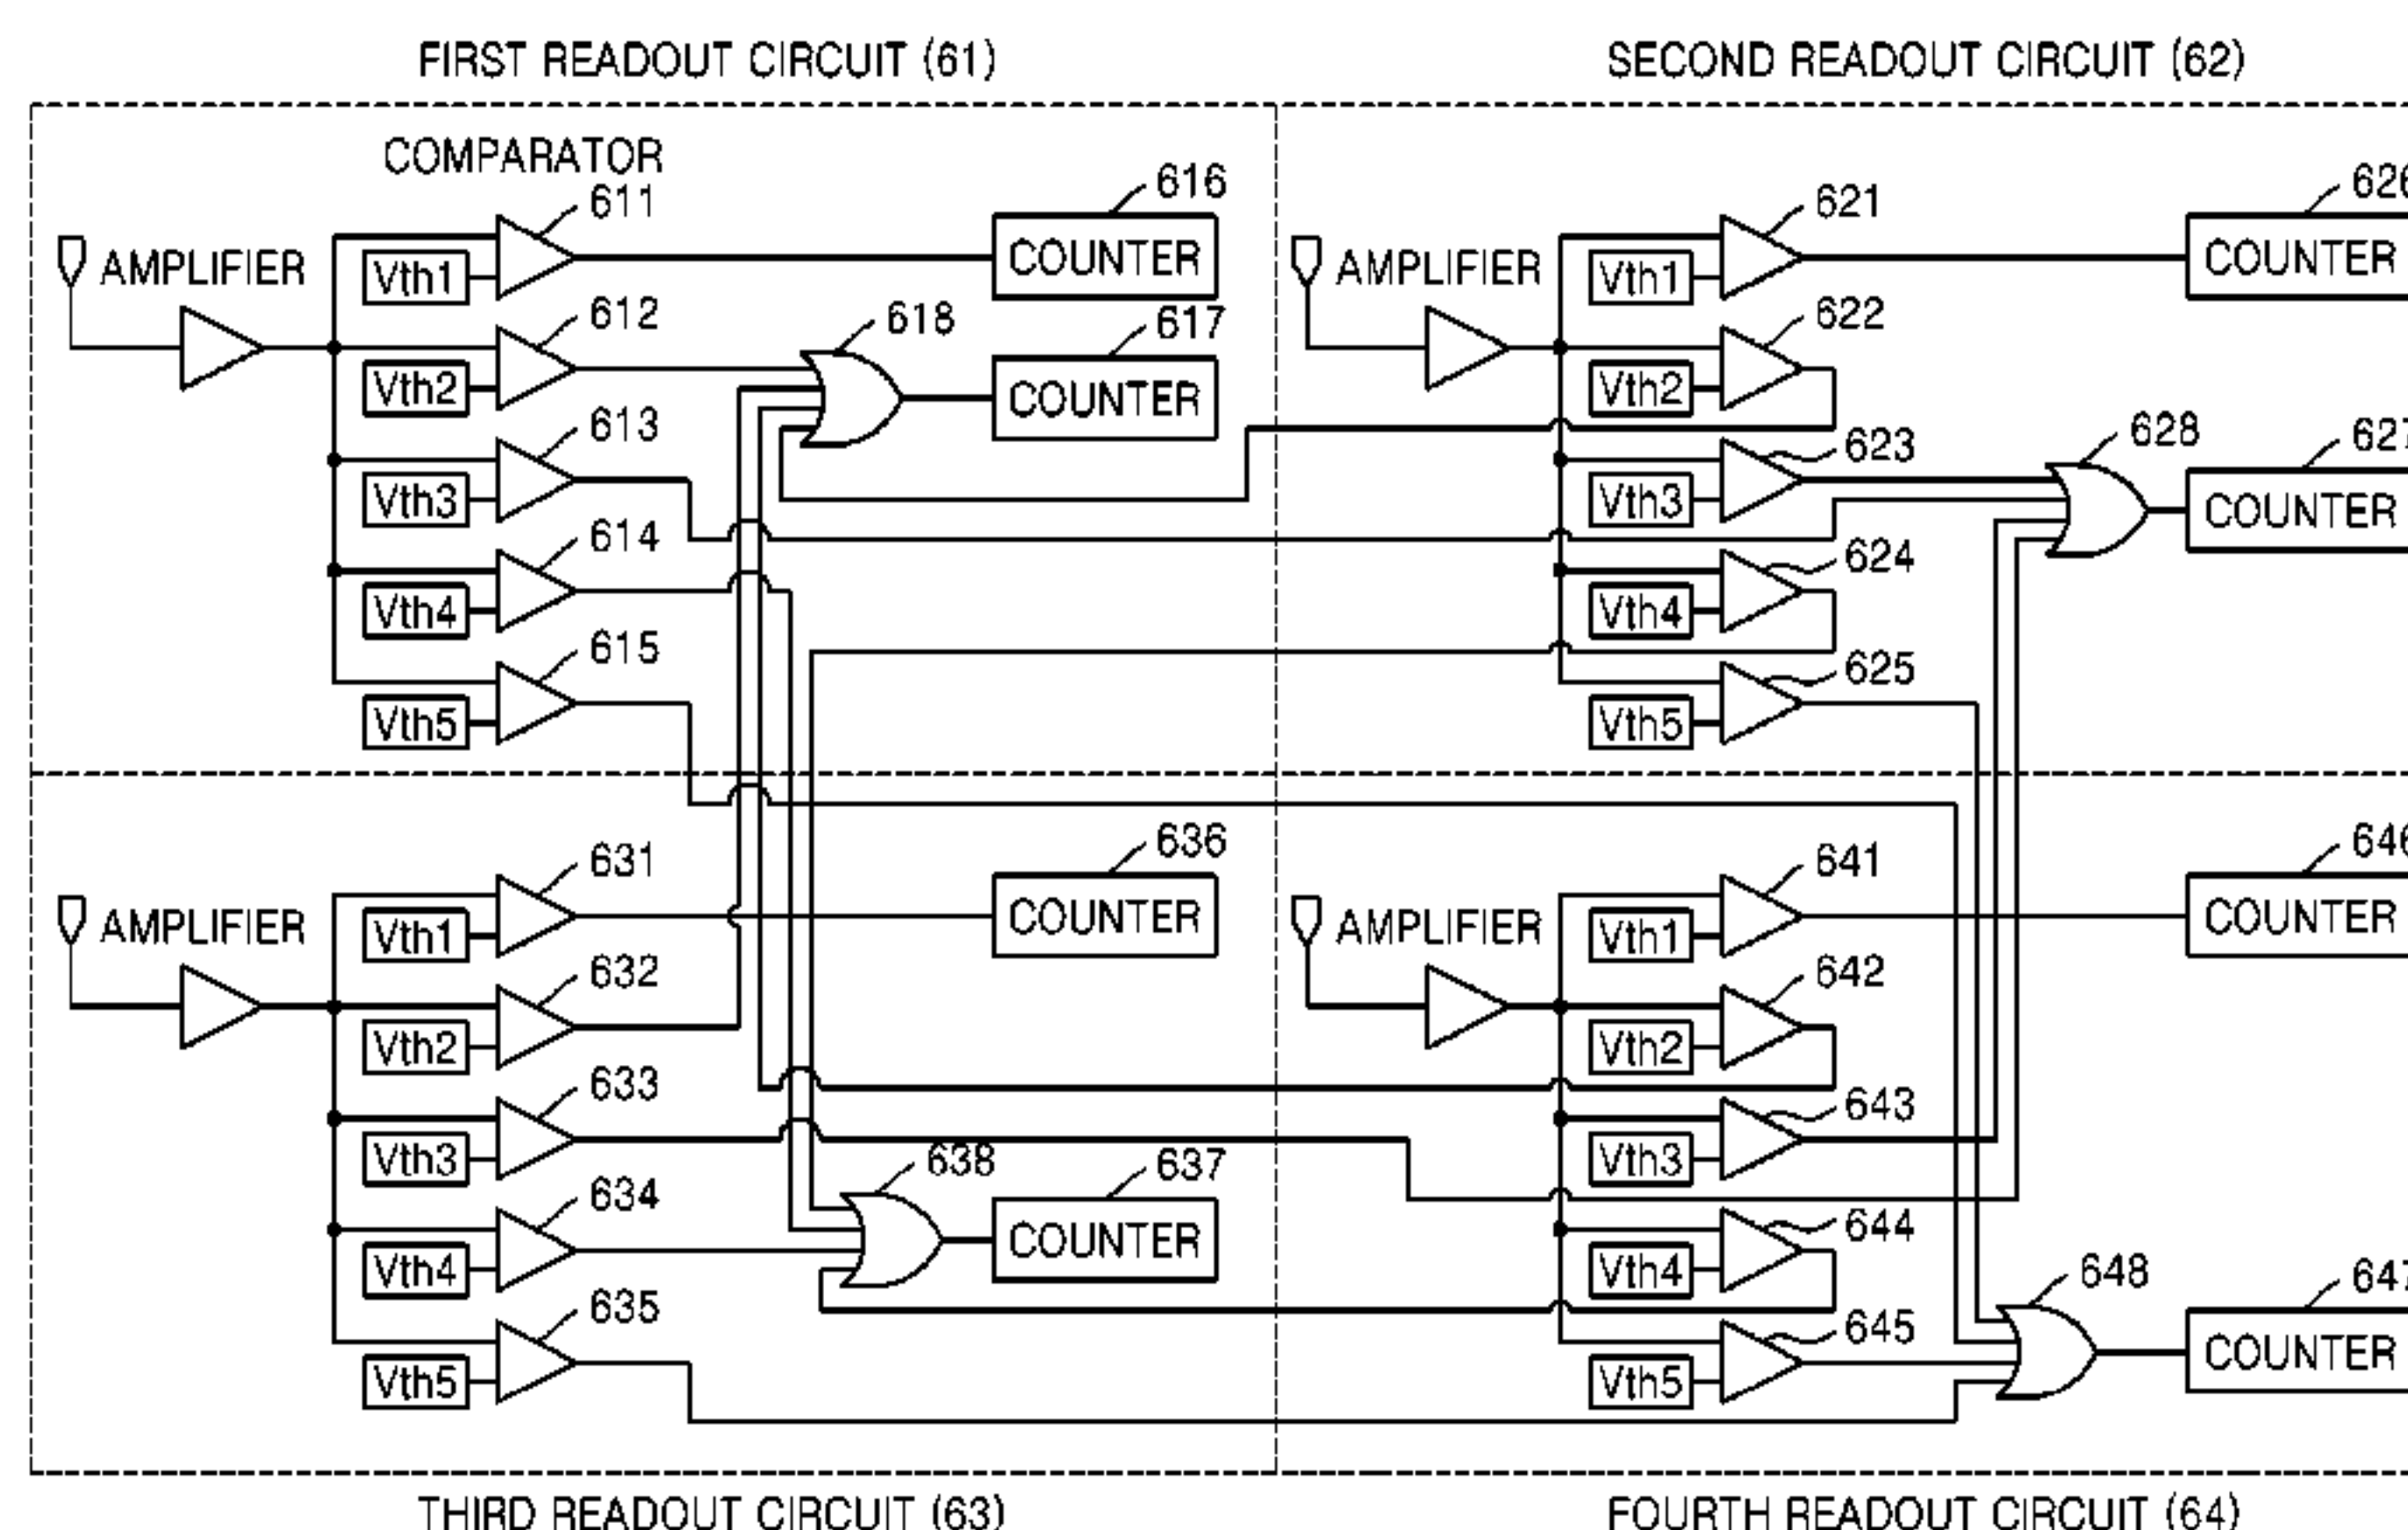 FIRST READOUT CIRCUIT (61)
SECOND READOUT CIRCUIT (62)
COMPARATOR
611
616
AMPLIFIER
Vth1
COUNTER
612
618
617
Vth2
COUNTER
613
Vth3
614
Vth4
615
Vth5
621
626
AMPLIFIER
Vth1
COUNTER
622
Vth2
623
628
627
Vth3
COUNTER
624
Vth4
625
Vth5
631
636
AMPLIFIER
Vth1
COUNTER
632
Vth2
633
Vth3
634
638
637
Vth4
COUNTER
635
Vth5
641
646
AMPLIFIER
Vth1
COUNTER
642
Vth2
643
Vth3
644
Vth4
648
647
645
Vth5
COUNTER
THIRD READOUT CIRCUIT (63)
FOURTH READOUT CIRCUIT (64)